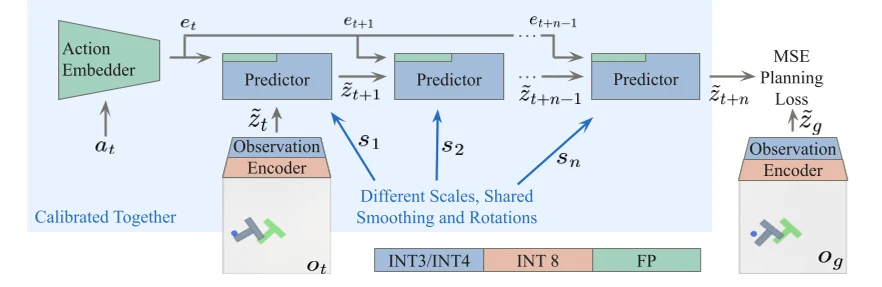 e_t
e_{t+1}
e_{t+n−1}
Action
Embedder
Predictor
Predictor
Predictor
...
...
z̃_{t+1}
z̃_{t+n−1}
z̃_{t+n}
MSE
Planning
Loss
a_t
z̃_t
z̃_g
s_1
s_2
s_n
Observation
Encoder
Observation
Encoder
Different Scales, Shared
Smoothing and Rotations
Calibrated Together
o_t
o_g
INT3/INT4
INT 8
FP